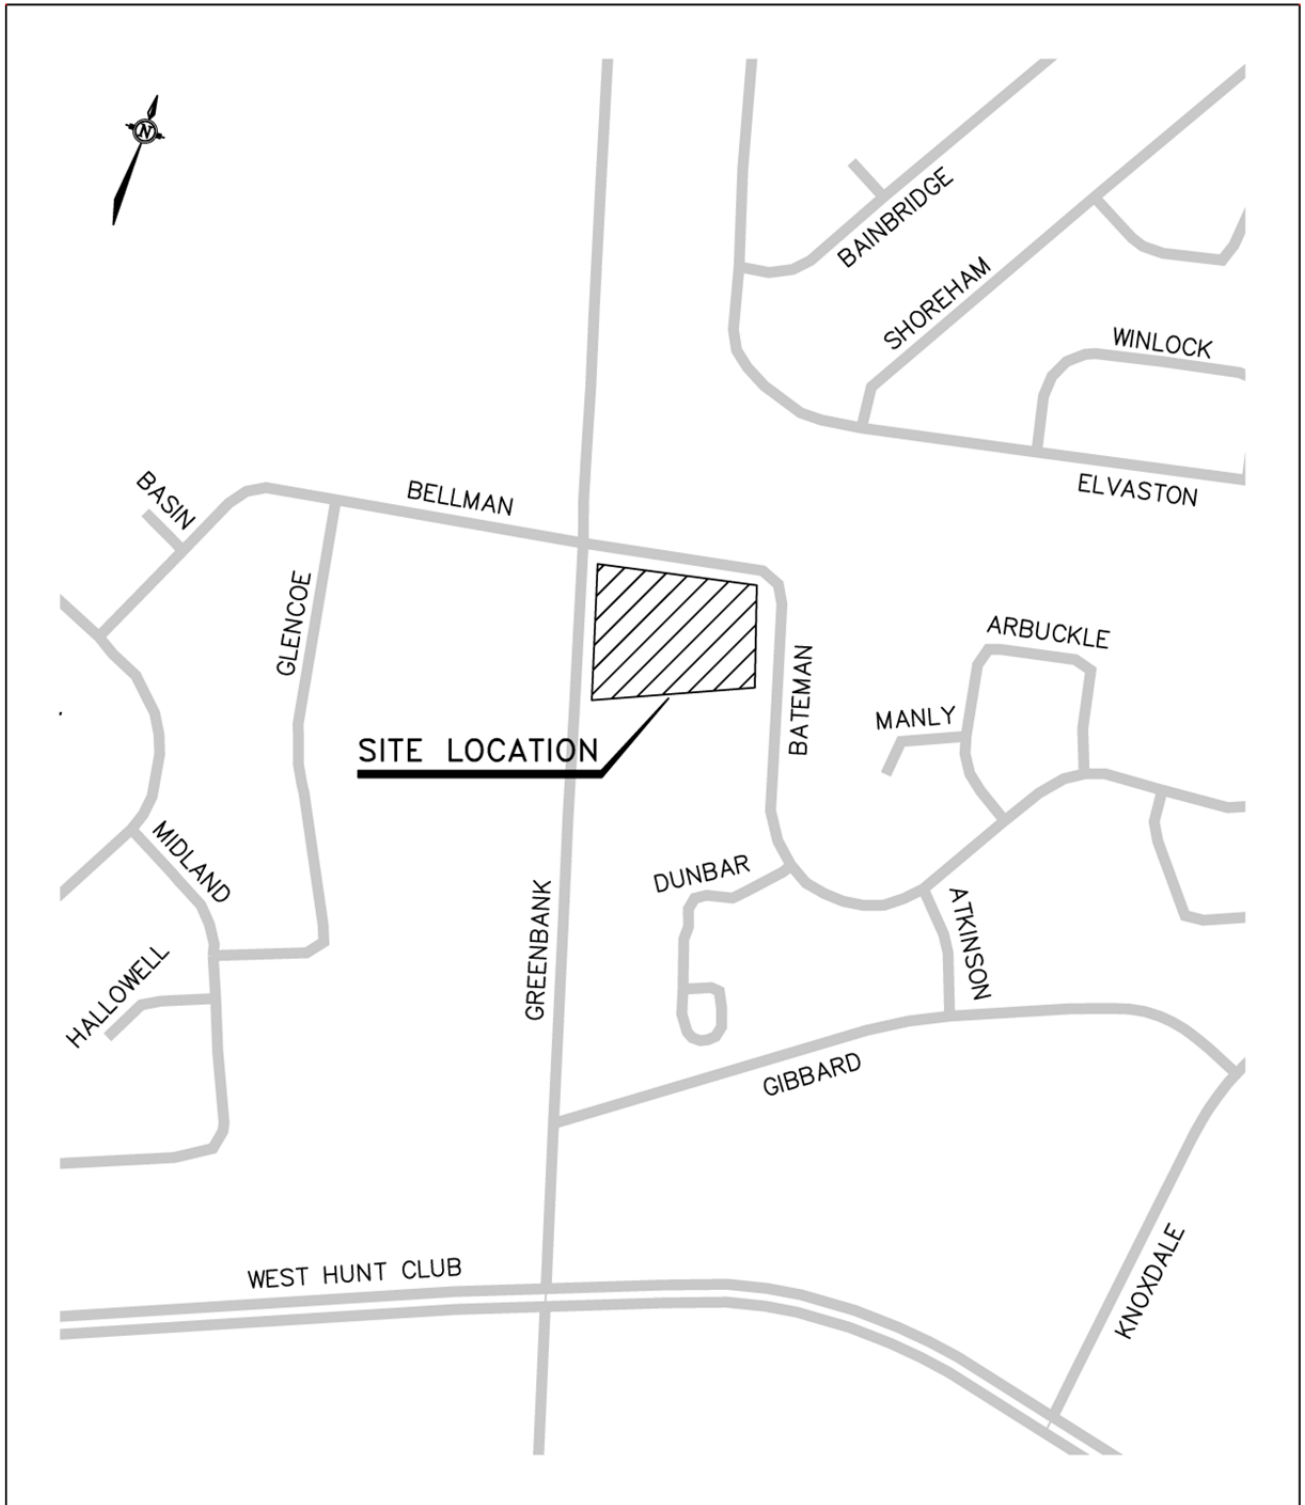 N
BAINBRIDGE
SHOREHAM
WINLOCK
ELVASTON
BASIN
BELLMAN
GLENCOE
ARBUCKLE
MANLY
BATEMAN
SITE LOCATION
MIDLAND
DUNBAR
GREENBANK
ATKINSON
HALLOWELL
GIBBARD
WEST HUNT CLUB
KNOXDALE